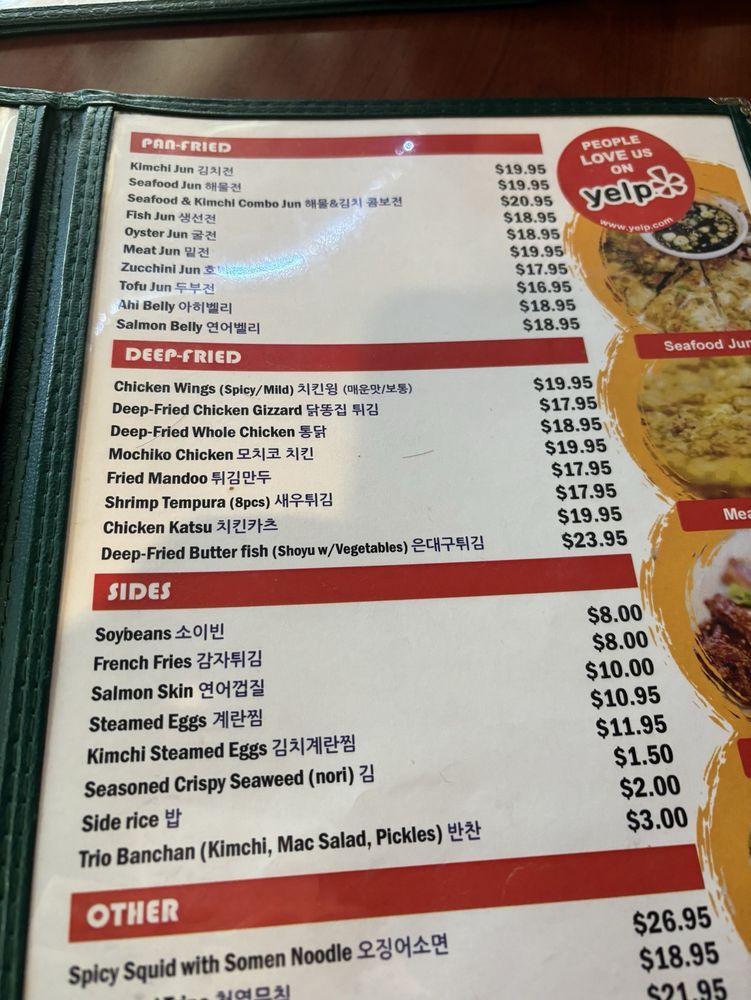 PAN-FRIED
Kimchi Jun 김치전 $19.95
Seafood Jun 해물전 $19.95
Seafood & Kimchi Combo Jun 해물&김치 콤보전 $20.95
Fish Jun 생선전 $18.95
Oyster Jun 굴전 $18.95
Meat Jun 밑전 $19.95
Zucchini Jun $17.95
Tofu Jun 두부전 $16.95
Ahi Belly 아히벨리 $18.95
Salmon Belly 연어벨리 $18.95
PEOPLE
LOVE US
ON
yelp
www.yelp.com
Seafood Jun
DEEP-FRIED
Chicken Wings (Spicy/Mild) 치킨윙 (매운맛/보통) $19.95
Deep-Fried Chicken Gizzard 닭똥집 튀김 $17.95
Deep-Fried Whole Chicken 통닭 $18.95
Mochiko Chicken 모치코 치킨 $19.95
Fried Mandoo 튀김만두 $17.95
Shrimp Tempura (8pcs) 새우튀김 $17.95
Chicken Katsu 치킨카츠 $19.95
Deep-Fried Butter fish (Shoyu w/Vegetables) 은대구튀김 $23.95
Mea
SIDES
Soybeans 소이빈 $8.00
French Fries 감자튀김 $8.00
Salmon Skin 연어껍질 $10.00
Steamed Eggs 계란찜 $10.95
Kimchi Steamed Eggs 김치계란찜 $11.95
Seasoned Crispy Seaweed (nori) 김 $1.50
Side rice 밥 $2.00
Trio Banchan (Kimchi, Mac Salad, Pickles) 반찬 $3.00
OTHER
Spicy Squid with Somen Noodle 오징어소면 $26.95
$18.95
$21.95